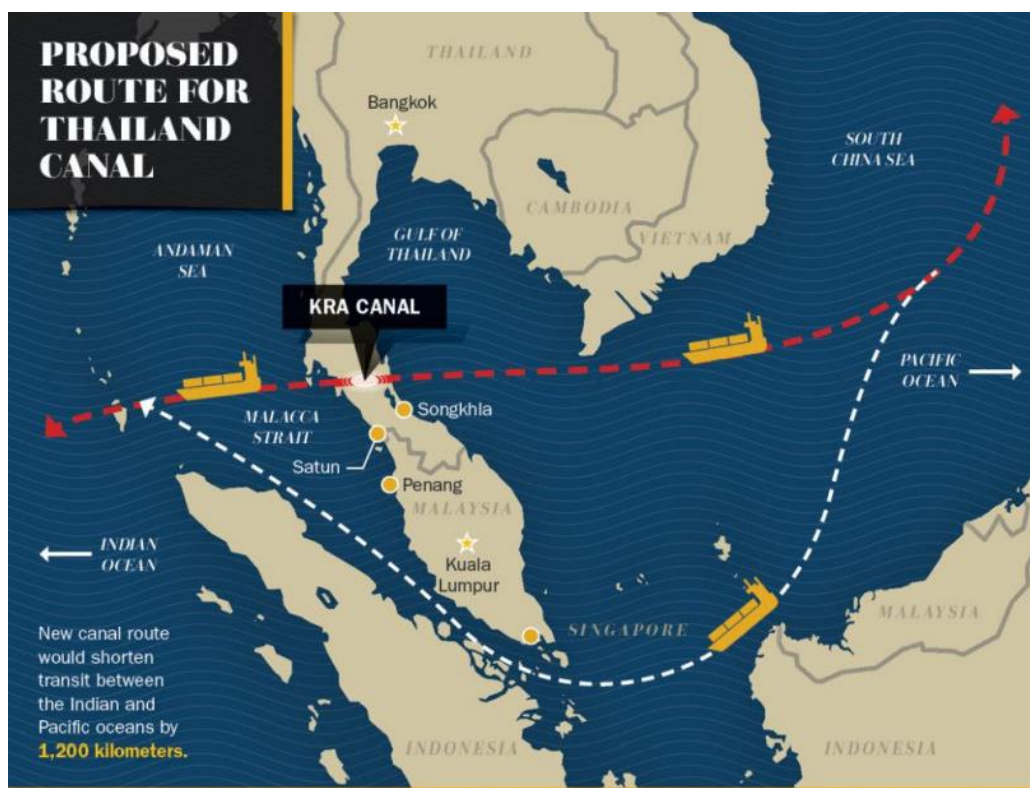 PROPOSED
ROUTE FOR
THAILAND
CANAL
THAILAND
Bangkok
SOUTH
CHINA SEA
CAMBODIA
VIETNAM
GULF OF
THAILAND
ANDAMAN
SEA
KRA CANAL
PACIFIC
OCEAN
MALACCA
STRAIT
Songkhla
Satun
Penang
MALAYSIA
INDIAN
OCEAN
Kuala
Lumpur
SINGAPORE
MALAYSIA
New canal route
would shorten
transit between
the Indian and
Pacific oceans by
1,200 kilometers.
INDONESIA
INDONESIA